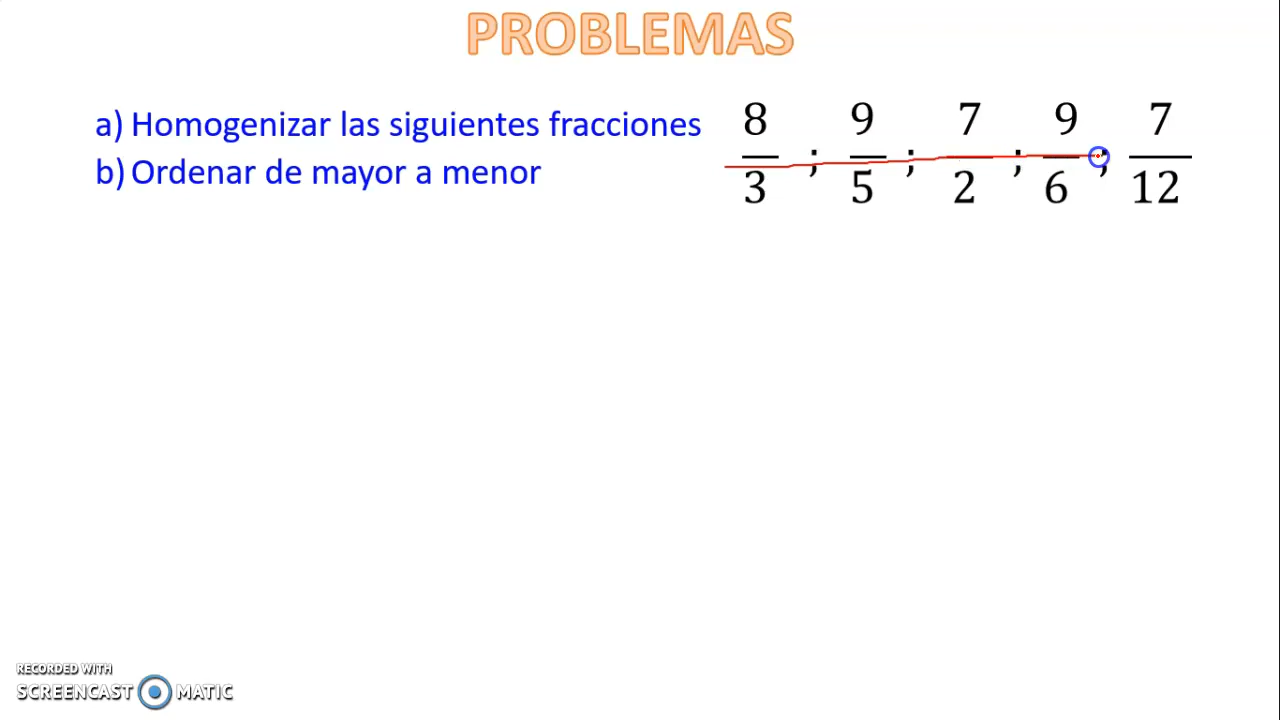 PROBLEMAS
a) Homogenizar las siguientes fracciones
b) Ordenar de mayor a menor
8/3 ; 9/5 ; 7/2 ; 9/6 ; 7/12
RECORDED WITH
SCREENCAST MATIC